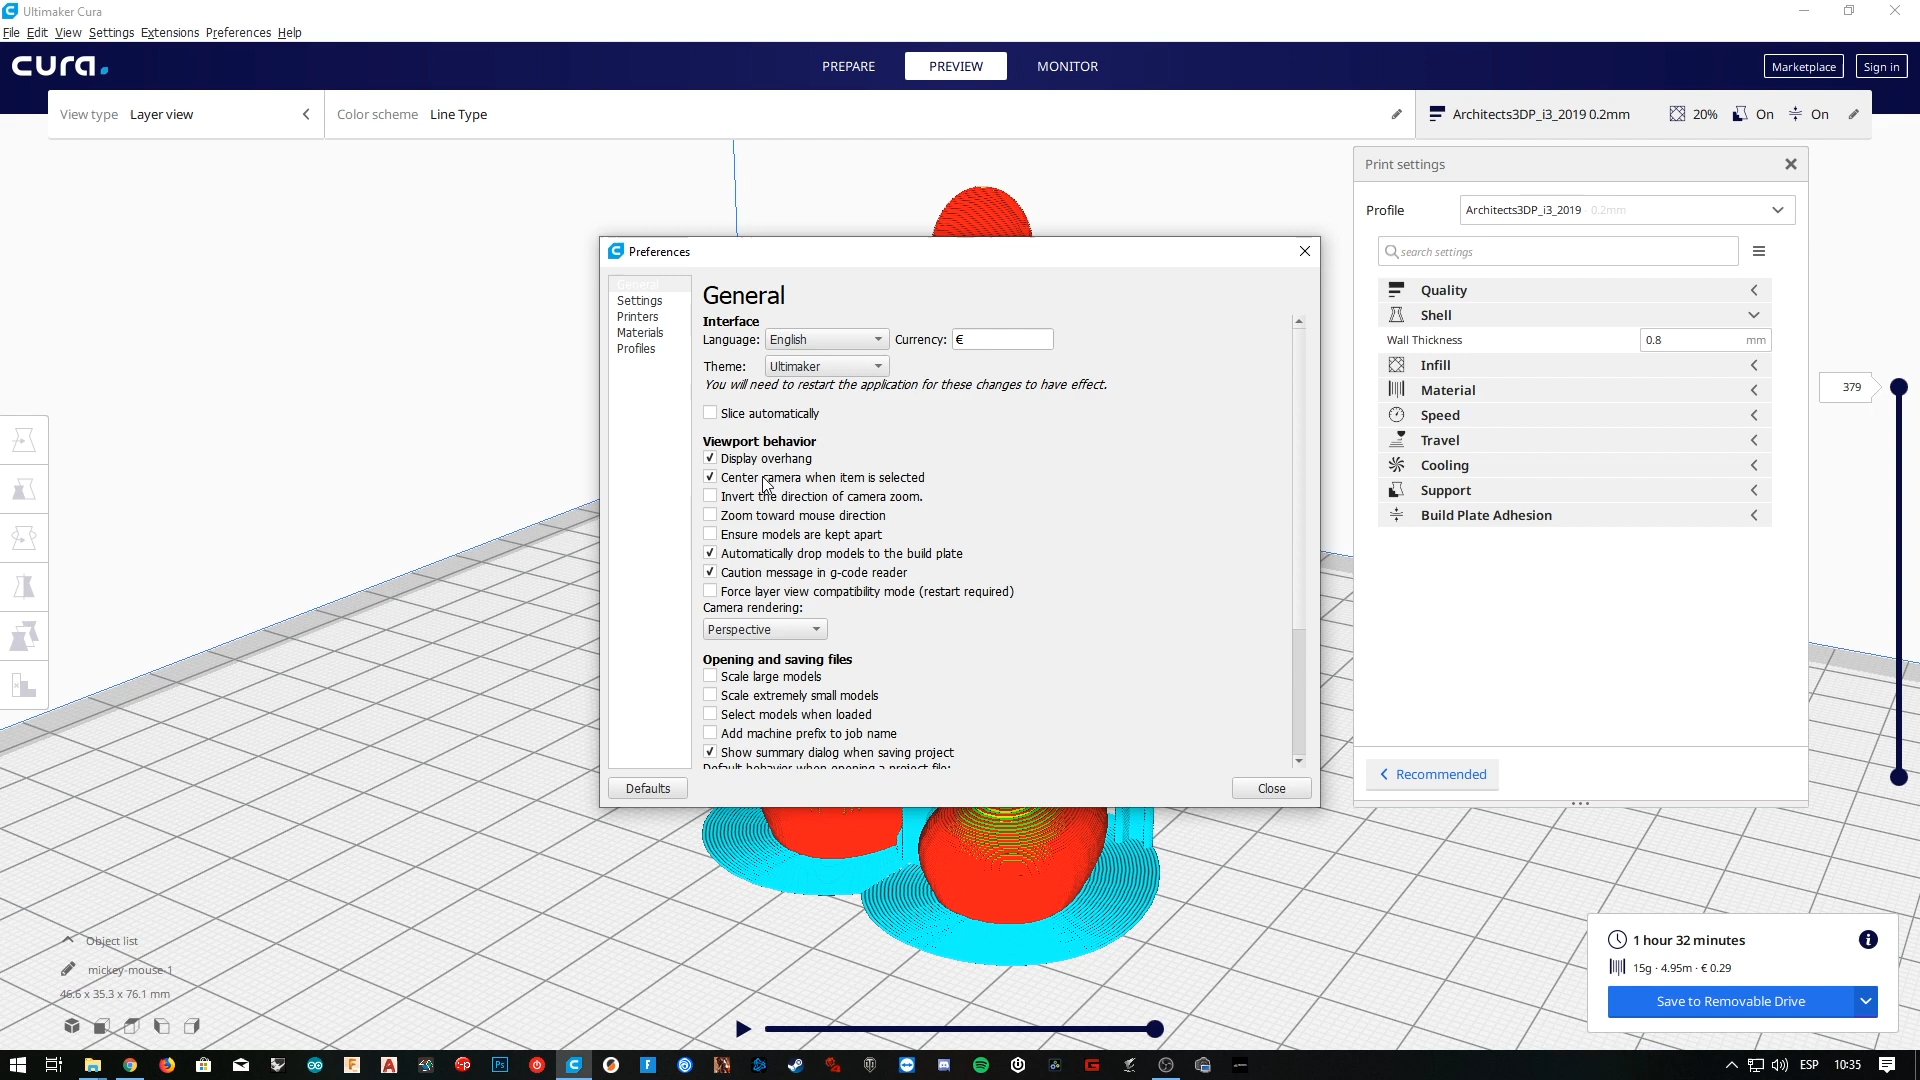 Ultimaker Cura
File Edit View Settings Extensions Preferences Help
cura.
PREPARE PREVIEW MONITOR
Marketplace Sign in
View type Layer view
Color scheme Line Type
Architects3DP_i3_2019 0.2mm 20% On On
Print settings
Profile Architects3DP_i3_2019 - 0.2mm
search settings
Quality
Shell
Wall Thickness 0.8 mm
Infill
Material
Speed
Travel
Cooling
Support
Build Plate Adhesion
Recommended
379
Preferences
General
Settings
Printers
Materials
Profiles
General
Interface
Language: English Currency: €
Theme: Ultimaker
You will need to restart the application for these changes to have effect.
Slice automatically
Viewport behavior
Display overhang
Center camera when item is selected
Invert the direction of camera zoom.
Zoom toward mouse direction
Ensure models are kept apart
Automatically drop models to the build plate
Caution message in g-code reader
Force layer view compatibility mode (restart required)
Camera rendering:
Perspective
Opening and saving files
Scale large models
Scale extremely small models
Select models when loaded
Add machine prefix to job name
Show summary dialog when saving project
Default behavior when opening a project file:
Defaults Close
Object list
mickey-mouse-1
46.6 x 35.3 x 76.1 mm
1 hour 32 minutes
15g · 4.95m · € 0.29
Save to Removable Drive
ESP 10:35